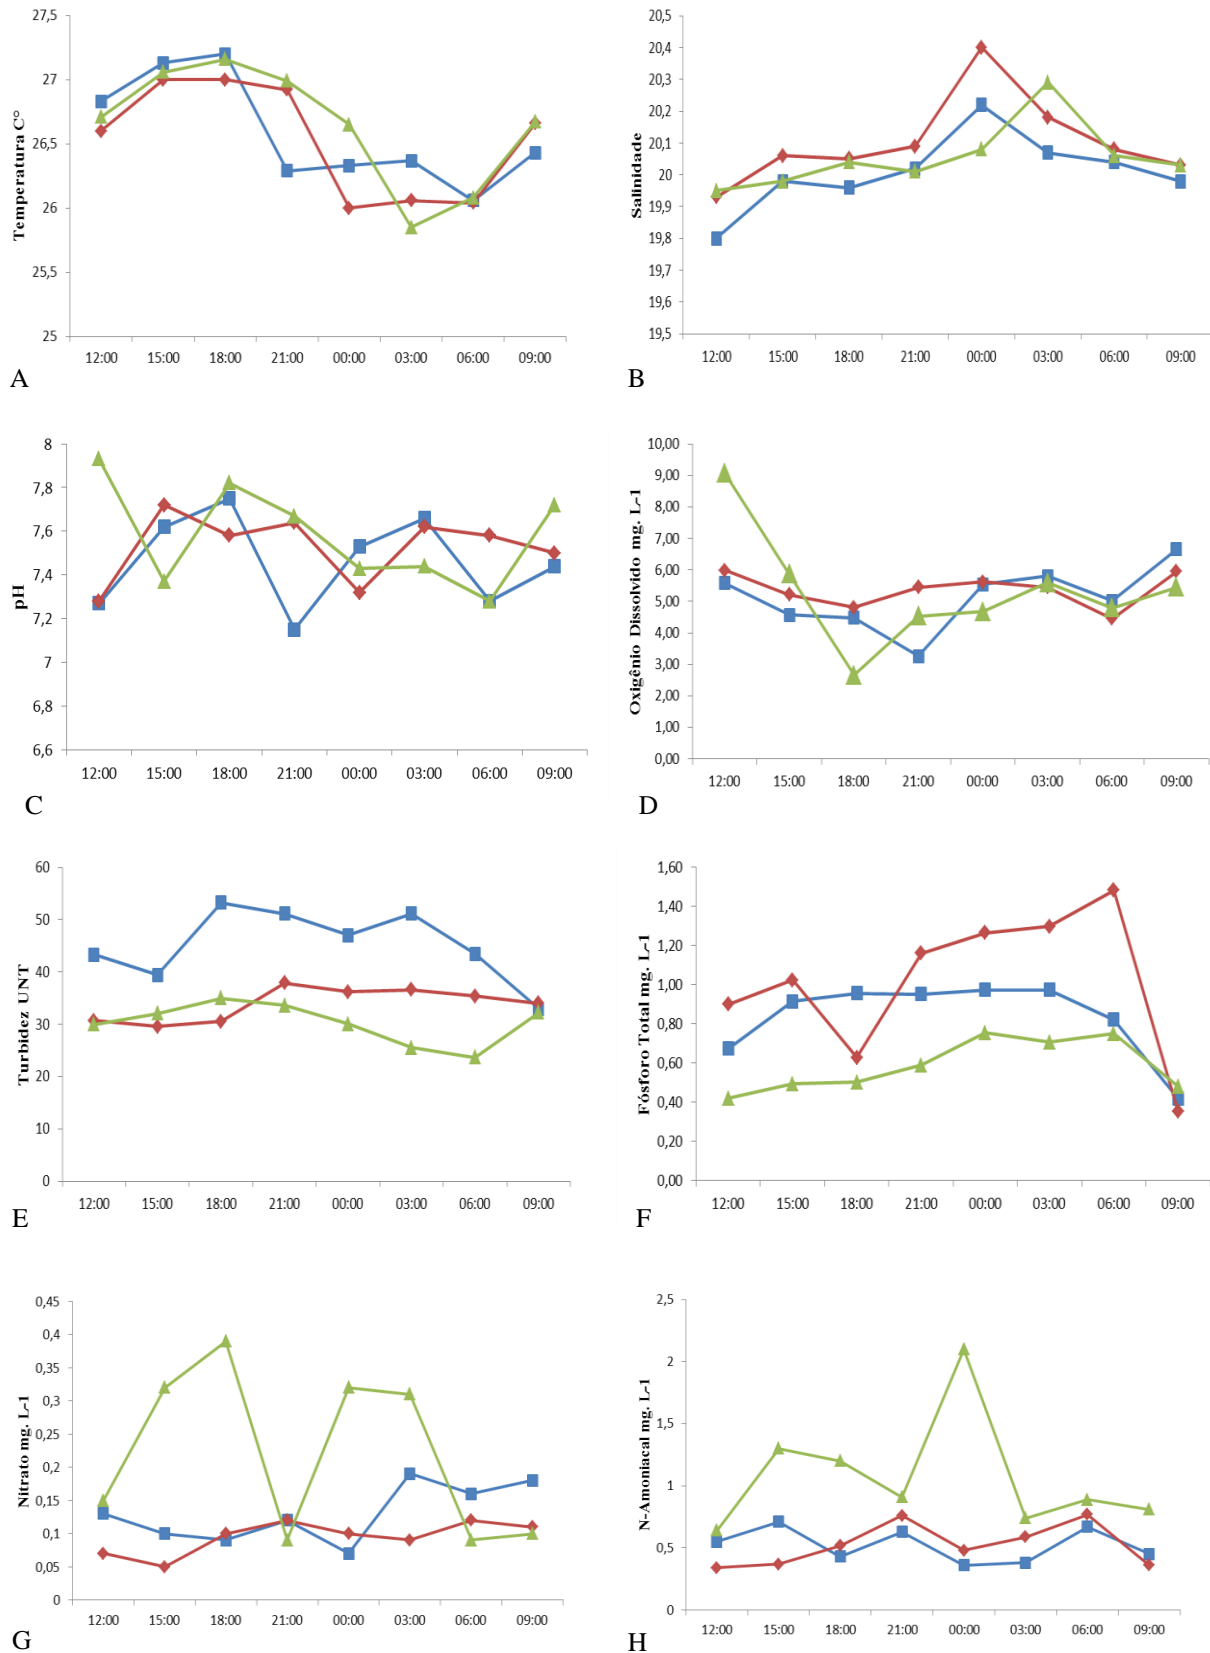 Temperatura C°
27,5
27
26,5
26
25,5
25
12:00 15:00 18:00 21:00 00:00 03:00 06:00 09:00
A
Salinidade
20,5
20,4
20,3
20,2
20,1
20
19,9
19,8
19,7
19,6
19,5
12:00 15:00 18:00 21:00 00:00 03:00 06:00 09:00
B
pH
8
7,8
7,6
7,4
7,2
7
6,8
6,6
12:00 15:00 18:00 21:00 00:00 03:00 06:00 09:00
C
Oxigênio Dissolvido mg. L-1
10,00
9,00
8,00
7,00
6,00
5,00
4,00
3,00
2,00
1,00
0,00
12:00 15:00 18:00 21:00 00:00 03:00 06:00 09:00
D
Turbidez UNT
60
50
40
30
20
10
0
12:00 15:00 18:00 21:00 00:00 03:00 06:00 09:00
E
Fósforo Total mg. L-1
1,60
1,40
1,20
1,00
0,80
0,60
0,40
0,20
0,00
12:00 15:00 18:00 21:00 00:00 03:00 06:00 09:00
F
Nitrato mg. L-1
0,45
0,4
0,35
0,3
0,25
0,2
0,15
0,1
0,05
0
12:00 15:00 18:00 21:00 00:00 03:00 06:00 09:00
G
N-Amoniacal mg. L-1
2,5
2
1,5
1
0,5
0
12:00 15:00 18:00 21:00 00:00 03:00 06:00 09:00
H